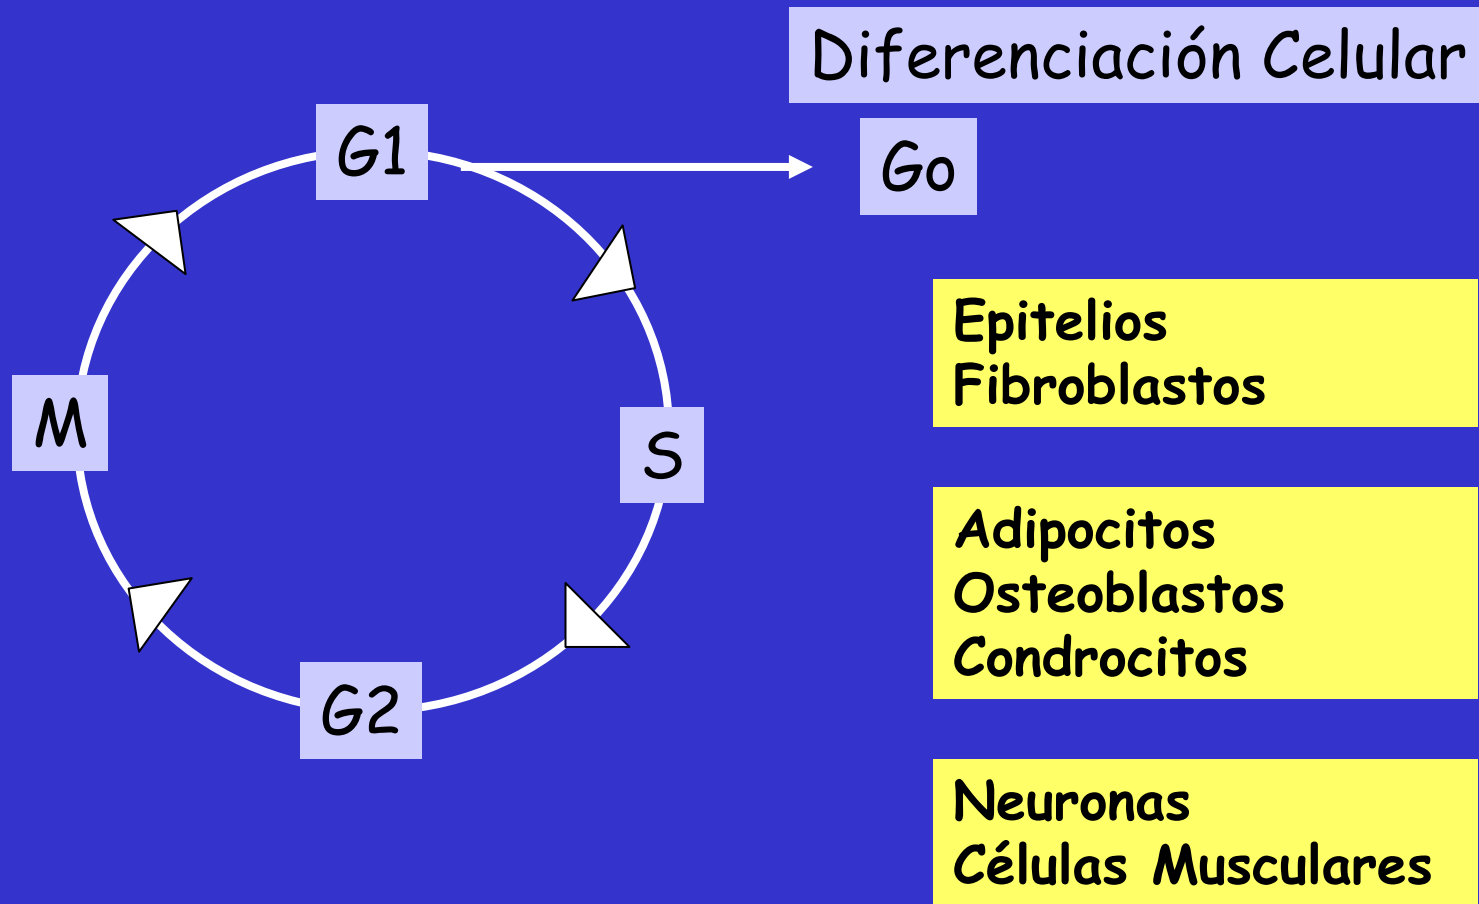 Diferenciación Celular
G1
Go
M
S
G2
Epitelios
Fibroblastos
Adipocitos
Osteoblastos
Condrocitos
Neuronas
Células Musculares